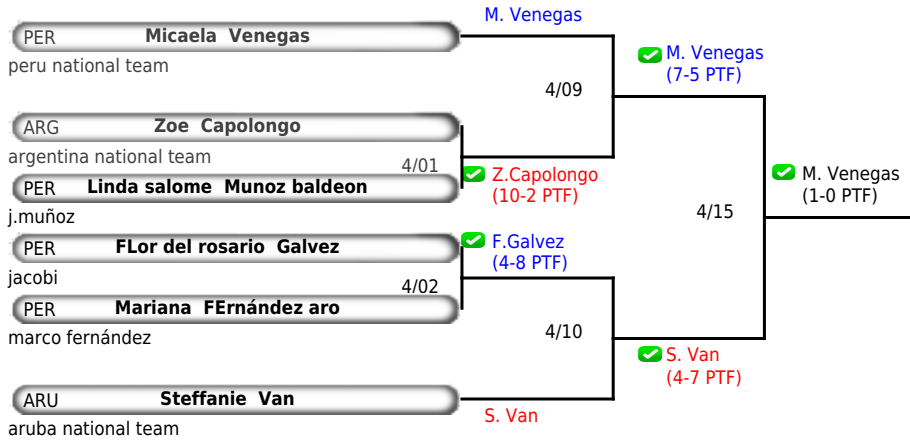 M. Venegas
PER Micaela Venegas
peru national team
M. Venegas
(7-5 PTF)
4/09
ARG Zoe Capolongo
argentina national team
4/01
Z.Capolongo
(10-2 PTF)
PER Linda salome Munoz baldeon
j.muñoz
M. Venegas
(1-0 PTF)
4/15
PER FLor del rosario Galvez
jacobi
F.Galvez
(4-8 PTF)
4/02
PER Mariana FErnández aro
marco fernández
4/10
S. Van
(4-7 PTF)
ARU Steffanie Van
aruba national team
S. Van